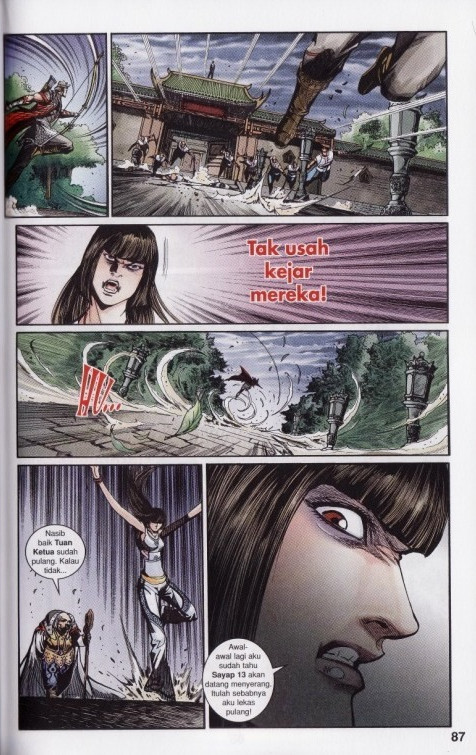 Tak usah
kejar
mereka!
Nasib
baik Tuan
Ketua sudah
pulang. Kalau
tidak...
Awal-
awal lagi aku
sudah tahu
Sayap 13 akan
datang menyerang.
Itulah sebabnya
aku lekas
pulang!
87